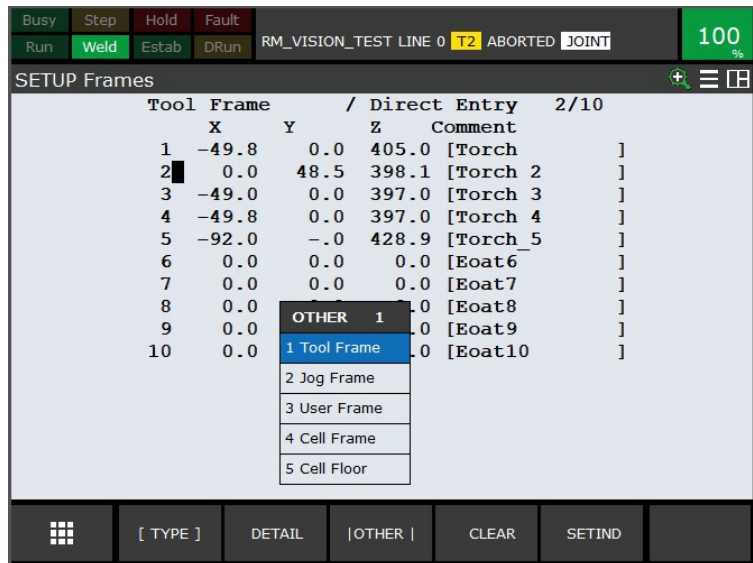 Busy Step Hold Fault
Run Weld Estab DRun RM_VISION_TEST LINE 0 T2 ABORTED JOINT 100 %
SETUP Frames
Tool Frame / Direct Entry 2/10
X Y Z Comment
1 -49.8 0.0 405.0 [Torch ]
2 0.0 48.5 398.1 [Torch 2 ]
3 -49.0 0.0 397.0 [Torch 3 ]
4 -49.8 0.0 397.0 [Torch 4 ]
5 -92.0 -.0 428.9 [Torch_5 ]
6 0.0 0.0 0.0 [Eoat6 ]
7 0.0 0.0 0.0 [Eoat7 ]
8 0.0 .0 [Eoat8 ]
9 0.0 .0 [Eoat9 ]
10 0.0 .0 [Eoat10 ]
OTHER 1
1 Tool Frame
2 Jog Frame
3 User Frame
4 Cell Frame
5 Cell Floor
[ TYPE ] DETAIL |OTHER | CLEAR SETIND